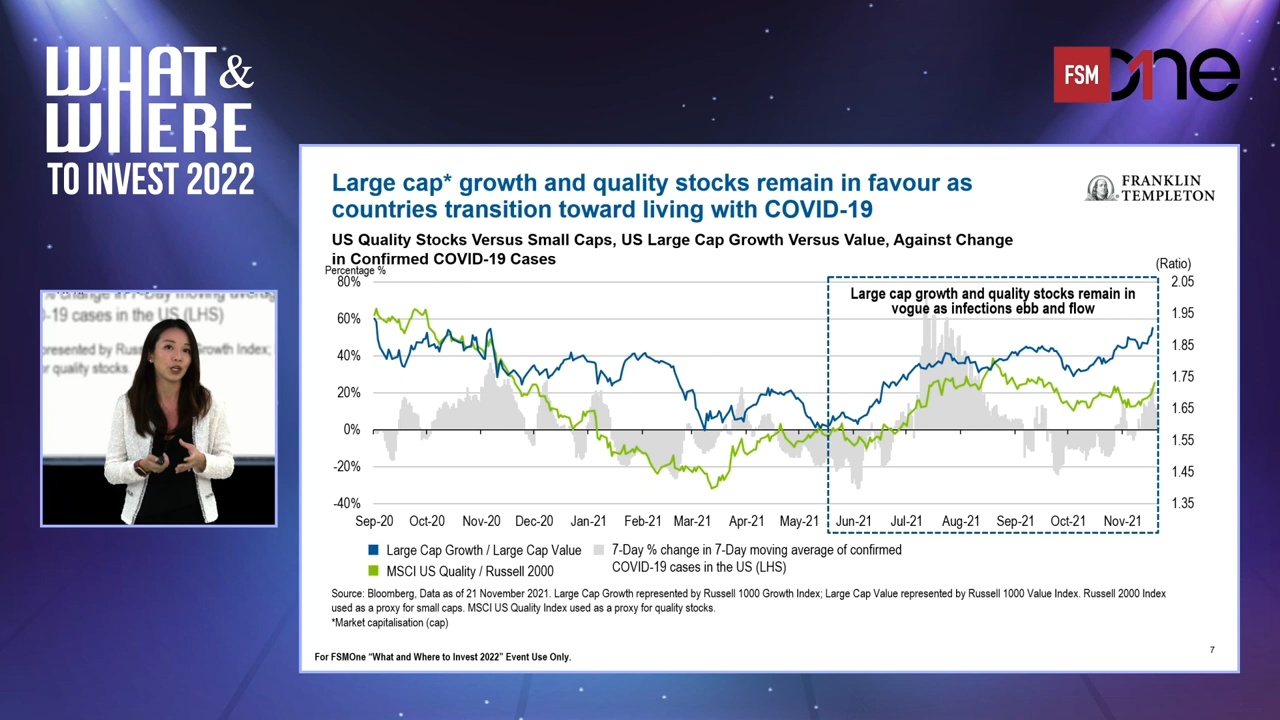 WHAT &
WHERE
TO INVEST 2022
FSM One
Large cap* growth and quality stocks remain in favour as
countries transition toward living with COVID-19
FRANKLIN
TEMPLETON
US Quality Stocks Versus Small Caps, US Large Cap Growth Versus Value, Against Change
in Confirmed COVID-19 Cases
Percentage %
(Ratio)
80%
60%
40%
20%
0%
-20%
-40%
Large cap growth and quality stocks remain in
vogue as infections ebb and flow
2.05
1.95
1.85
1.75
1.65
1.55
1.45
1.35
Sep-20 Oct-20 Nov-20 Dec-20 Jan-21 Feb-21 Mar-21 Apr-21 May-21 Jun-21 Jul-21 Aug-21 Sep-21 Oct-21 Nov-21
Large Cap Growth / Large Cap Value
MSCI US Quality / Russell 2000
7-Day % change in 7-Day moving average of confirmed
COVID-19 cases in the US (LHS)
Source: Bloomberg, Data as of 21 November 2021. Large Cap Growth represented by Russell 1000 Growth Index; Large Cap Value represented by Russell 1000 Value Index. Russell 2000 Index
used as a proxy for small caps. MSCI US Quality Index used as a proxy for quality stocks.
*Market capitalisation (cap)
For FSMOne “What and Where to Invest 2022” Event Use Only.
7
% change in 7-Day moving average
-19 cases in the US (LHS)
presented by Russ Growth Index;
r quality stocks.